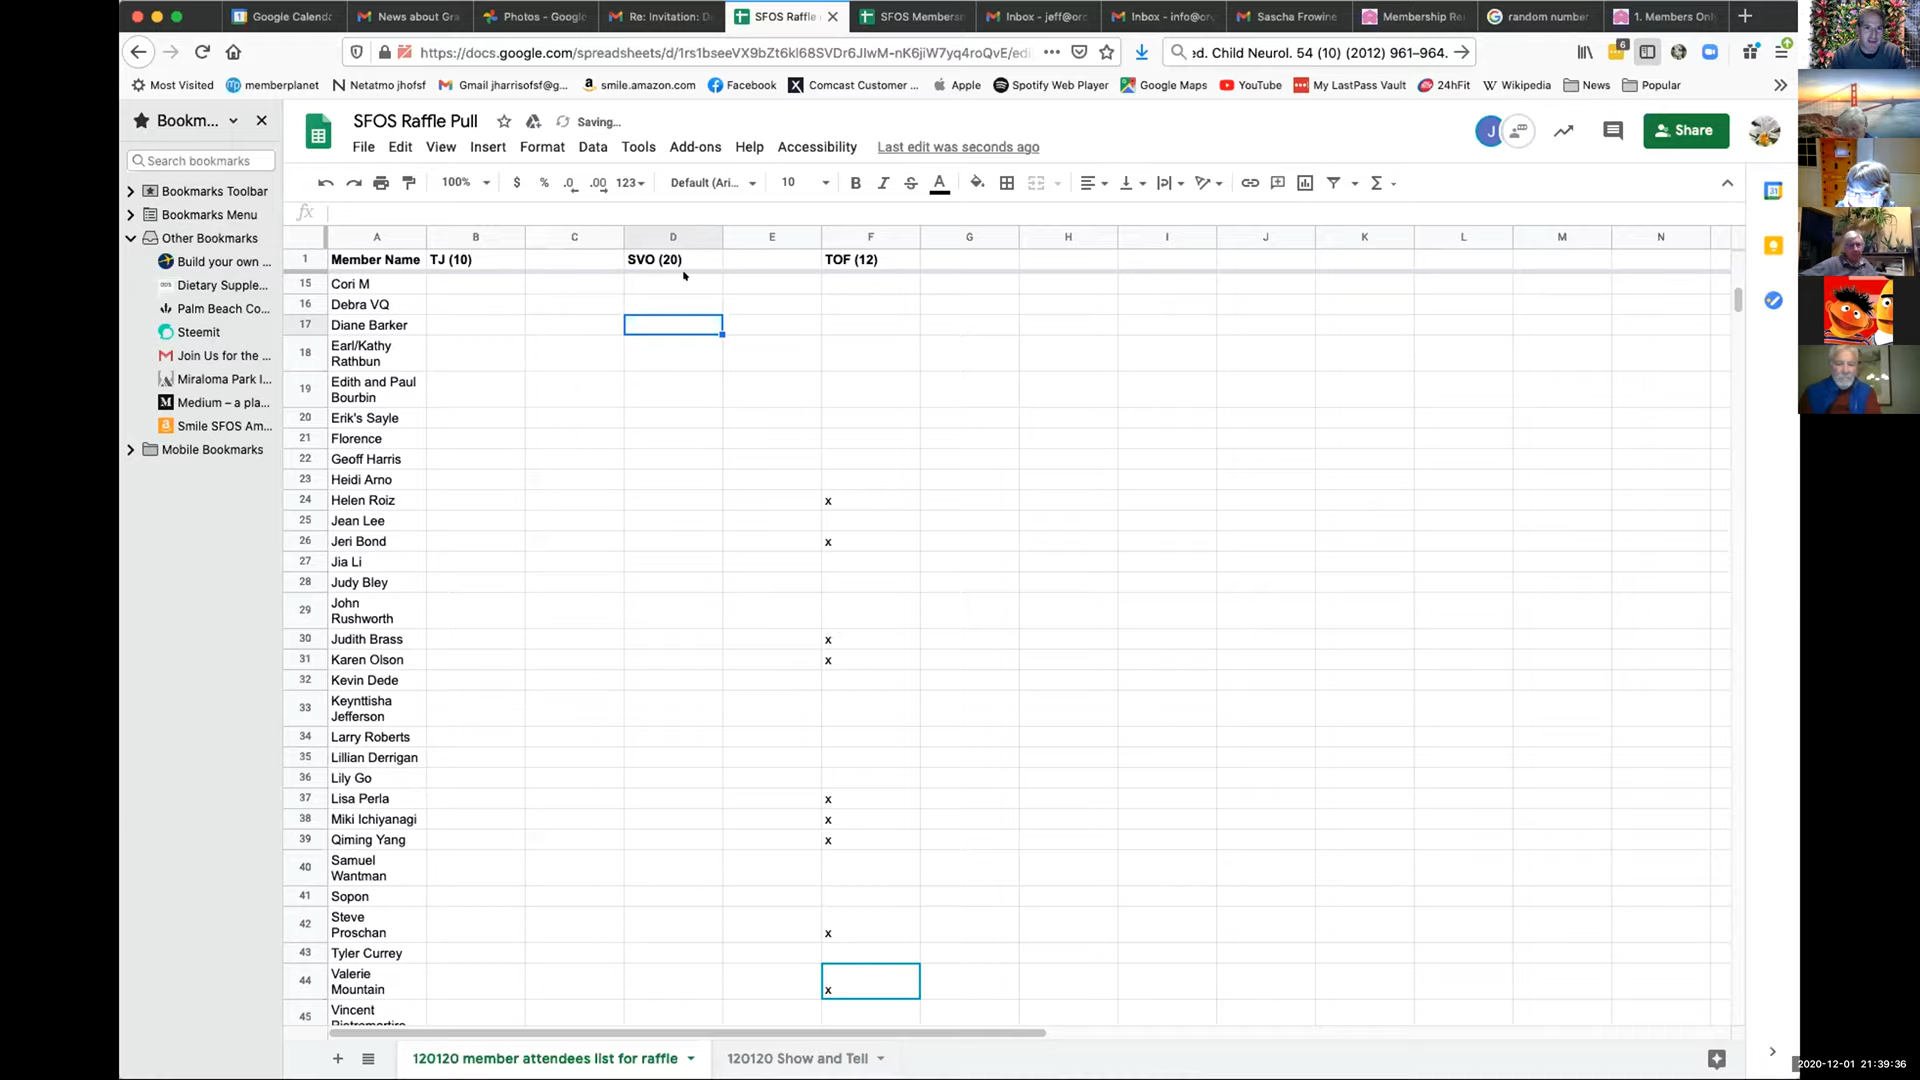 Google Calend
News about Gra
Photos - Google
Re: Invitation: D
SFOS Raffle
SFOS Membersh
Inbox - jeff@orc
Inbox - info@or
Sascha Frowine
Membership Re
random number
1. Members Onl
https://docs.google.com/spreadsheets/d/1rs1bseeVX9bZt6kl68SVDr6JlwM-nK6jiW7yq4roQvE/edi
ed. Child Neurol. 54 (10) (2012) 961–964.
6
Most Visited
memberplanet
Netatmo jhofsf
Gmail jharrisofsf@g...
smile.amazon.com
Facebook
Comcast Customer ...
Apple
Spotify Web Player
Google Maps
YouTube
My LastPass Vault
24hFit
Wikipedia
News
Popular
Bookm...
Search bookmarks
Bookmarks Toolbar
Bookmarks Menu
Other Bookmarks
Build your own ...
Dietary Supple...
Palm Beach Co...
Steemit
Join Us for the ...
Miraloma Park I...
Medium – a pla...
Smile SFOS Am...
Mobile Bookmarks
SFOS Raffle Pull
Saving...
File Edit View Insert Format Data Tools Add-ons Help Accessibility Last edit was seconds ago
J
Share
100% $ % .0 .00 123 Default (Ari... 10 B I S A
fx
A B C D E F G H I J K L M N
1 Member Name TJ (10) SVO (20) TOF (12)
15 Cori M
16 Debra VQ
17 Diane Barker
18 Earl/Kathy
Rathbun
19 Edith and Paul
Bourbin
20 Erik's Sayle
21 Florence
22 Geoff Harris
23 Heidi Arno
24 Helen Roiz x
25 Jean Lee
26 Jeri Bond x
27 Jia Li
28 Judy Bley
29 John
Rushworth
30 Judith Brass x
31 Karen Olson x
32 Kevin Dede
33 Keynttisha
Jefferson
34 Larry Roberts
35 Lillian Derrigan
36 Lily Go
37 Lisa Perla x
38 Miki Ichiyanagi x
39 Qiming Yang x
40 Samuel
Wantman
41 Sopon
42 Steve
Proschan x
43 Tyler Currey
44 Valerie
Mountain x
45 Vincent
120120 member attendees list for raffle
120120 Show and Tell
31
2020-12-01 21:39:36